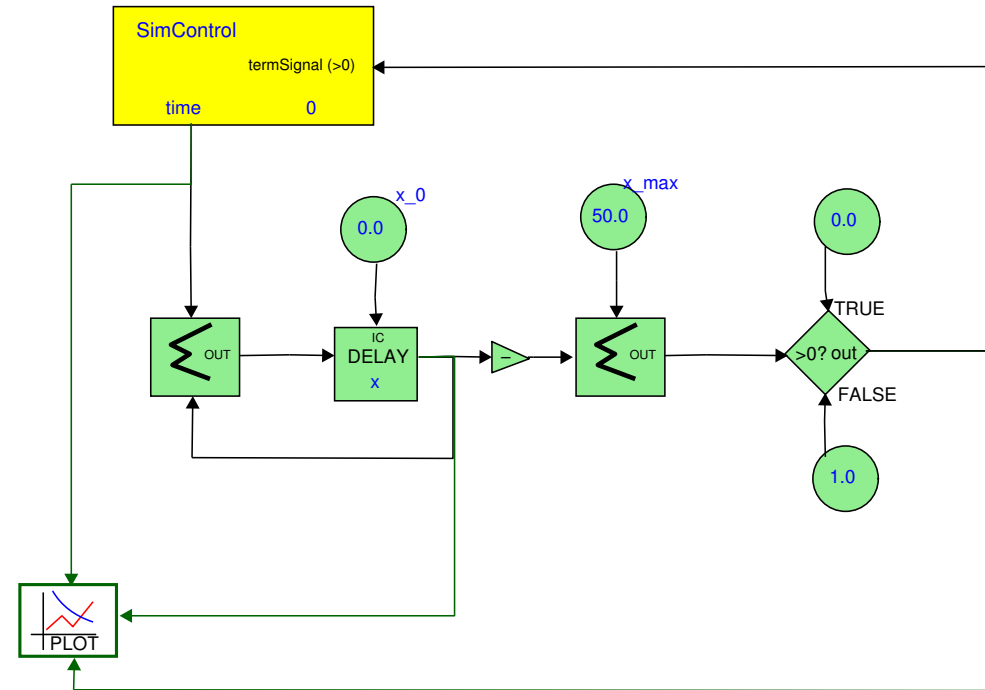 SimControl
termSignal (>0)
time 0
x_0
0.0
x_max
50.0
0.0
TRUE
OUT
IC
DELAY
x
−
OUT
>0? out
FALSE
1.0
PLOT